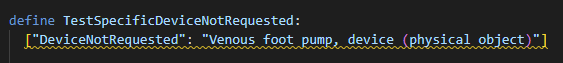 define TestSpecificDeviceNotRequested:
["DeviceNotRequested": "Venous foot pump, device (physical object)"]